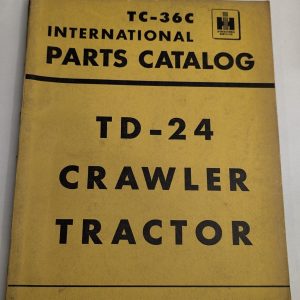 TC-36C
INTERNATIONAL
PARTS CATALOG
TD-24
CRAWLER
TRACTOR